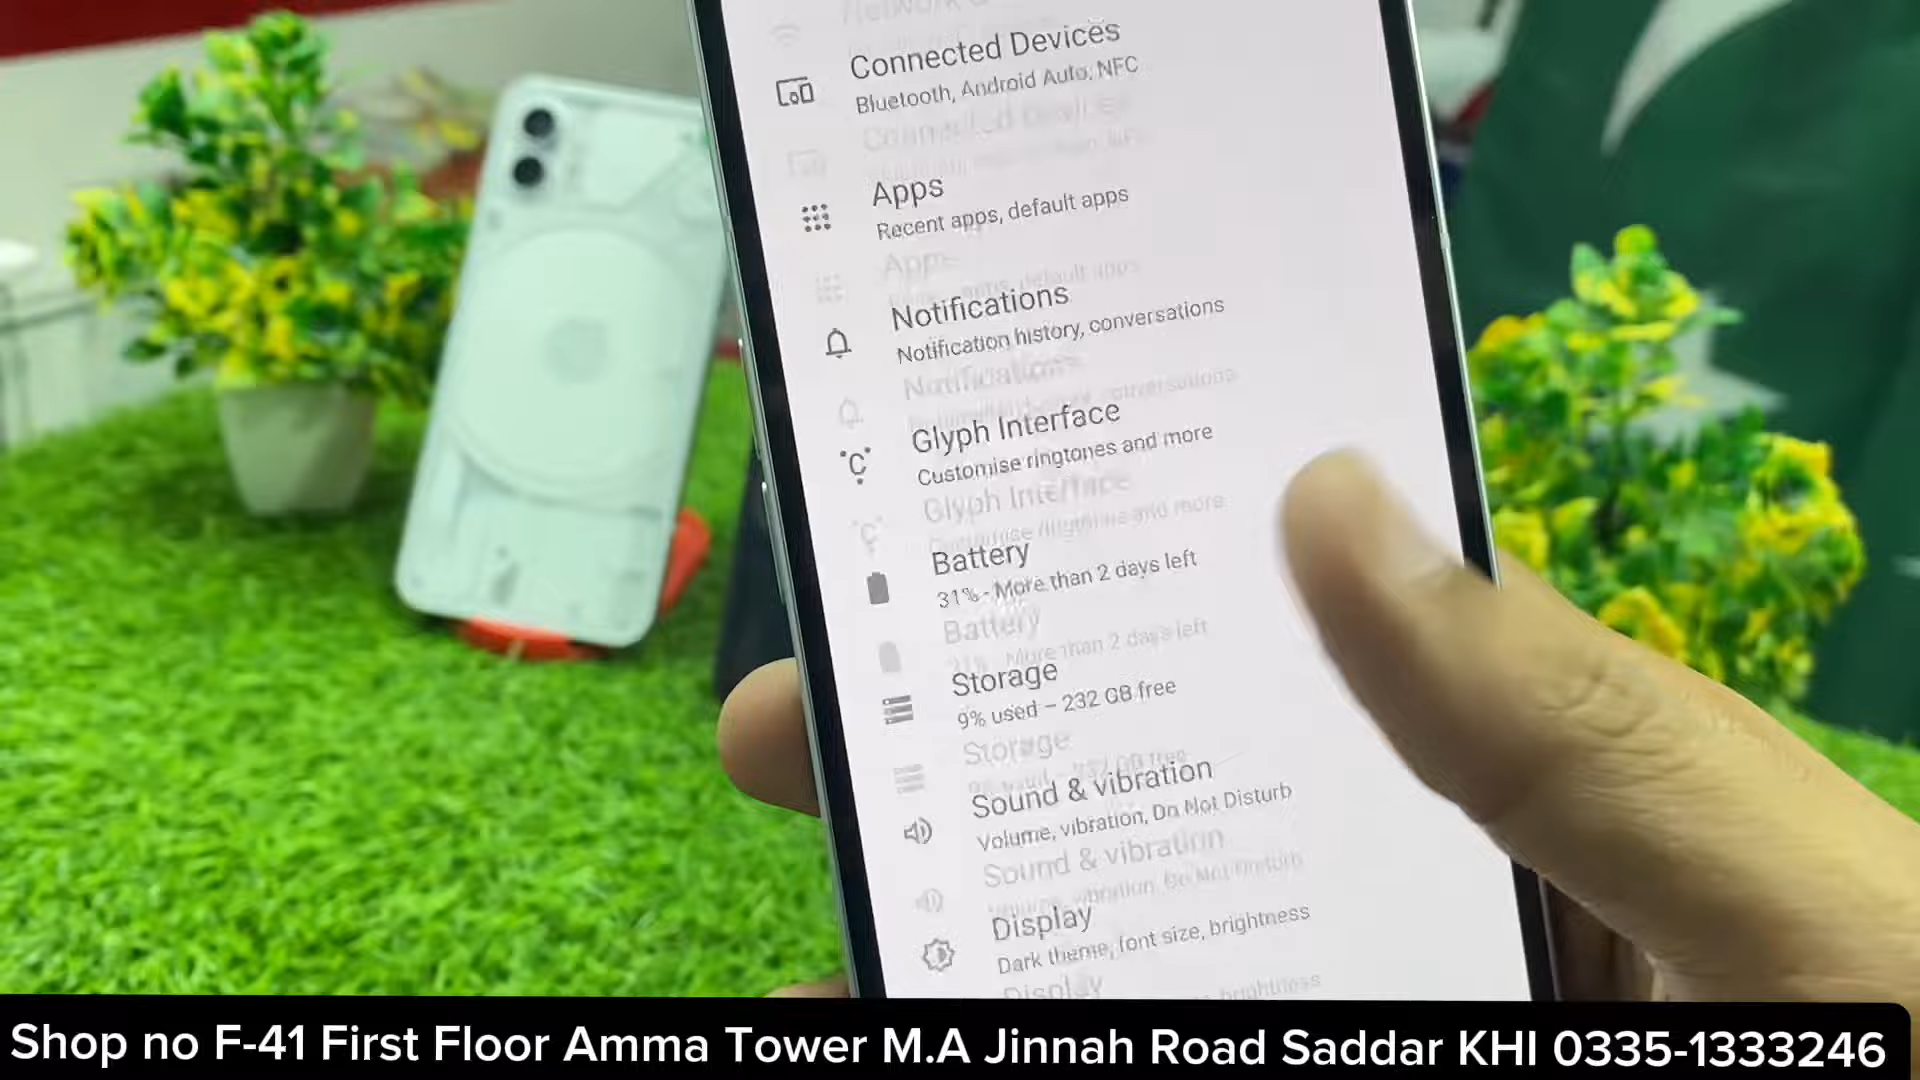 Connected Devices
Bluetooth, Android Auto, NFC
Apps
Recent apps, default apps
Notifications
Notification history, conversations
Glyph Interface
Customise ringtones and more
Battery
31% - More than 2 days left
Storage
9% used – 232 GB free
Sound & vibration
Volume, vibration, Do Not Disturb
Display
Dark theme, font size, brightness
Shop no F-41 First Floor Amma Tower M.A Jinnah Road Saddar KHI 0335-1333246